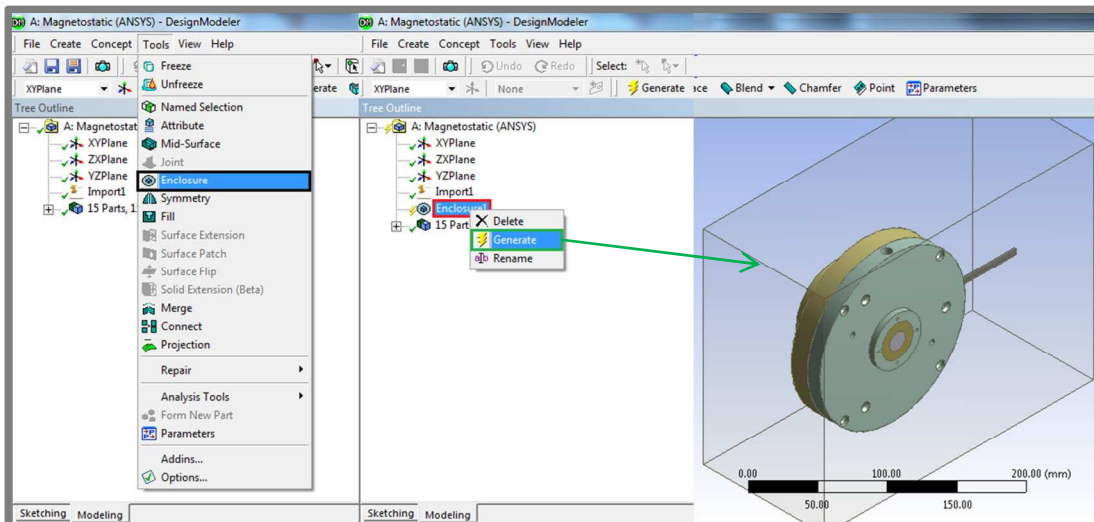 A: Magnetostatic (ANSYS) - DesignModeler
File Create Concept Tools View Help
XYPlane
erate
Tree Outline
A: Magnetostat
XYPlane
ZXPlane
YZPlane
Import1
15 Parts, 1
Freeze
Unfreeze
Named Selection
Attribute
Mid-Surface
Joint
Enclosure
Symmetry
Fill
Surface Extension
Surface Patch
Surface Flip
Solid Extension (Beta)
Merge
Connect
Projection
Repair
Analysis Tools
Form New Part
Parameters
Addins...
Options...
Sketching Modeling
A: Magnetostatic (ANSYS) - DesignModeler
File Create Concept Tools View Help
Undo Redo Select:
XYPlane None Generate ace Blend Chamfer Point Parameters
Tree Outline
A: Magnetostatic (ANSYS)
XYPlane
ZXPlane
YZPlane
Import1
Enclosure1
15 Part
Delete
Generate
Rename
Sketching Modeling
0.00 100.00 200.00 (mm)
50.00 150.00